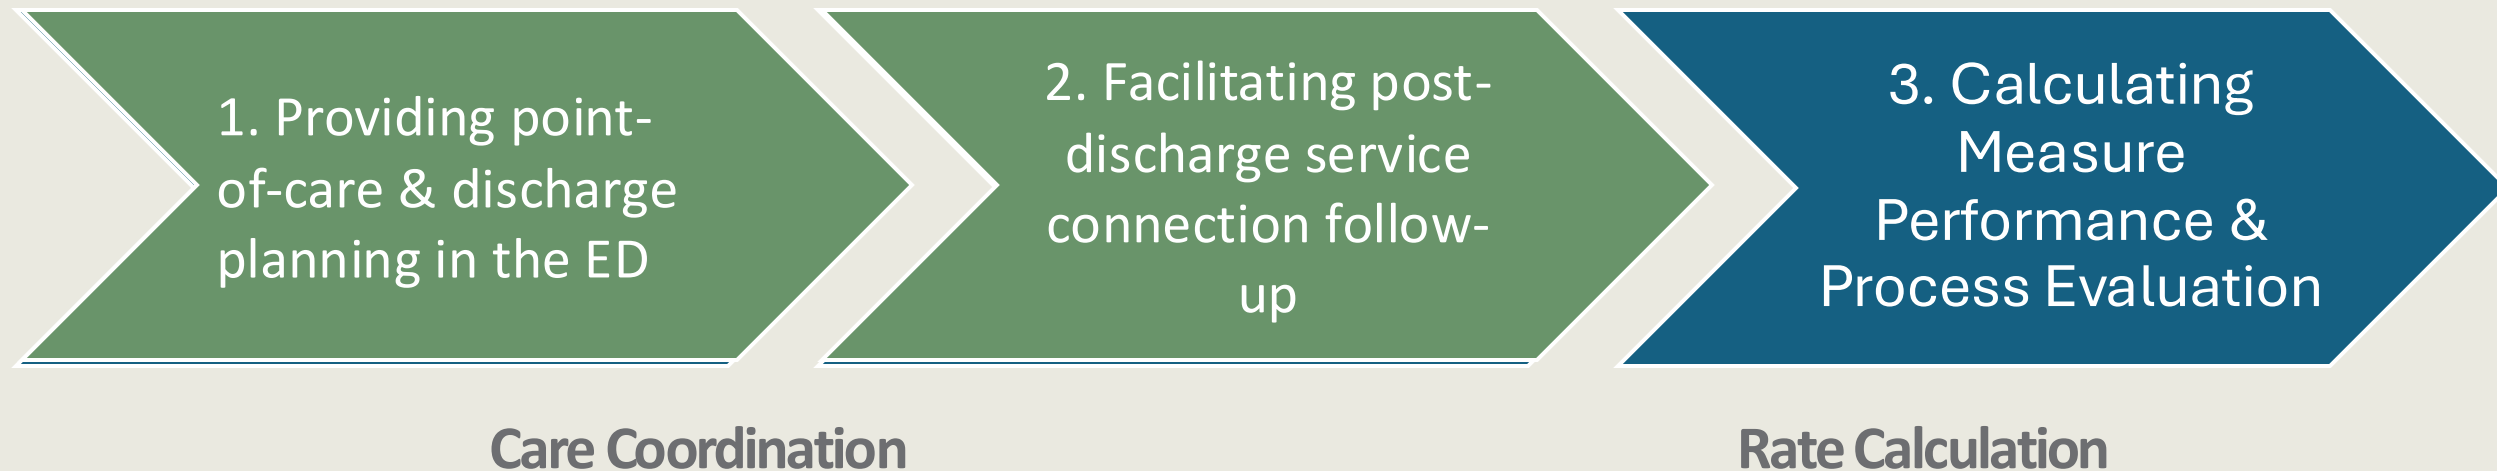 1. Providing point-
of-care & discharge
planning in the ED
2. Facilitating post-
discharge service
connection follow-
up
3. Calculating
Measure
Performance &
Process Evaluation
Care Coordination
Rate Calculation